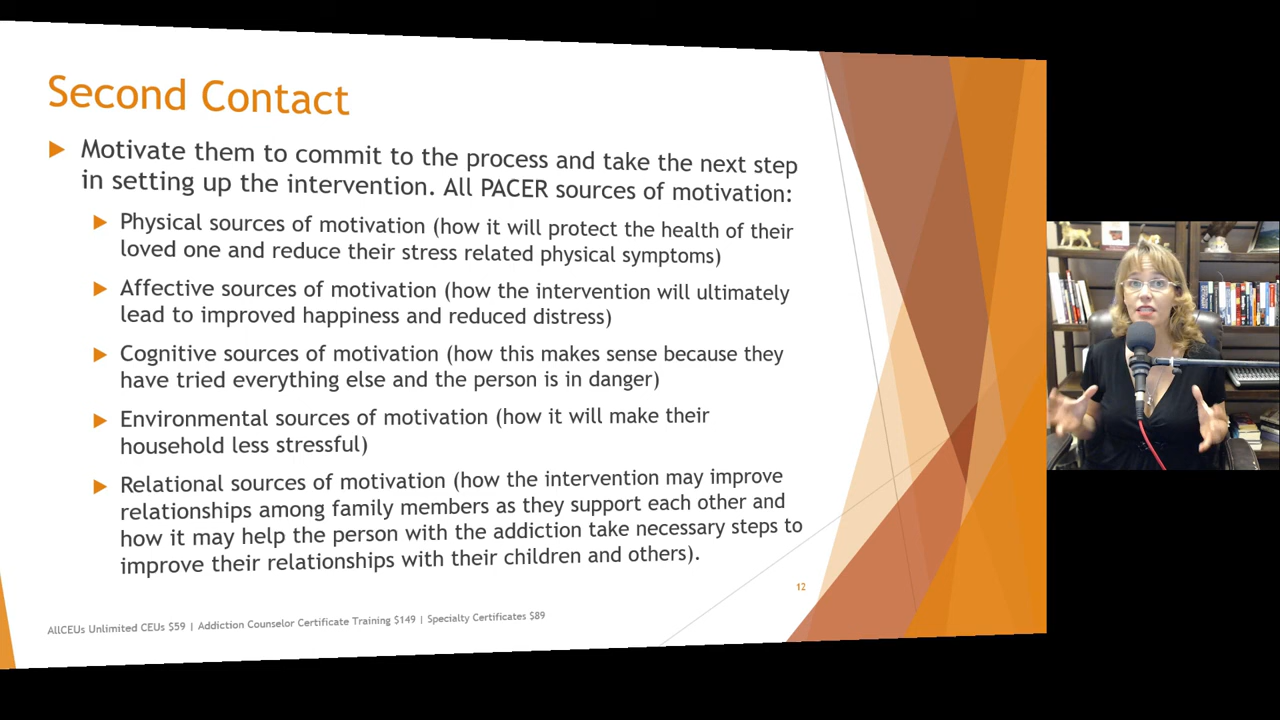 Second Contact
Motivate them to commit to the process and take the next step
in setting up the intervention. All PACER sources of motivation:
Physical sources of motivation (how it will protect the health of their
loved one and reduce their stress related physical symptoms)
Affective sources of motivation (how the intervention will ultimately
lead to improved happiness and reduced distress)
Cognitive sources of motivation (how this makes sense because they
have tried everything else and the person is in danger)
Environmental sources of motivation (how it will make their
household less stressful)
Relational sources of motivation (how the intervention may improve
relationships among family members as they support each other and
how it may help the person with the addiction take necessary steps to
improve their relationships with their children and others).
12
AllCEUs Unlimited CEUs $59 | Addiction Counselor Certificate Training $149 | Specialty Certificates $89